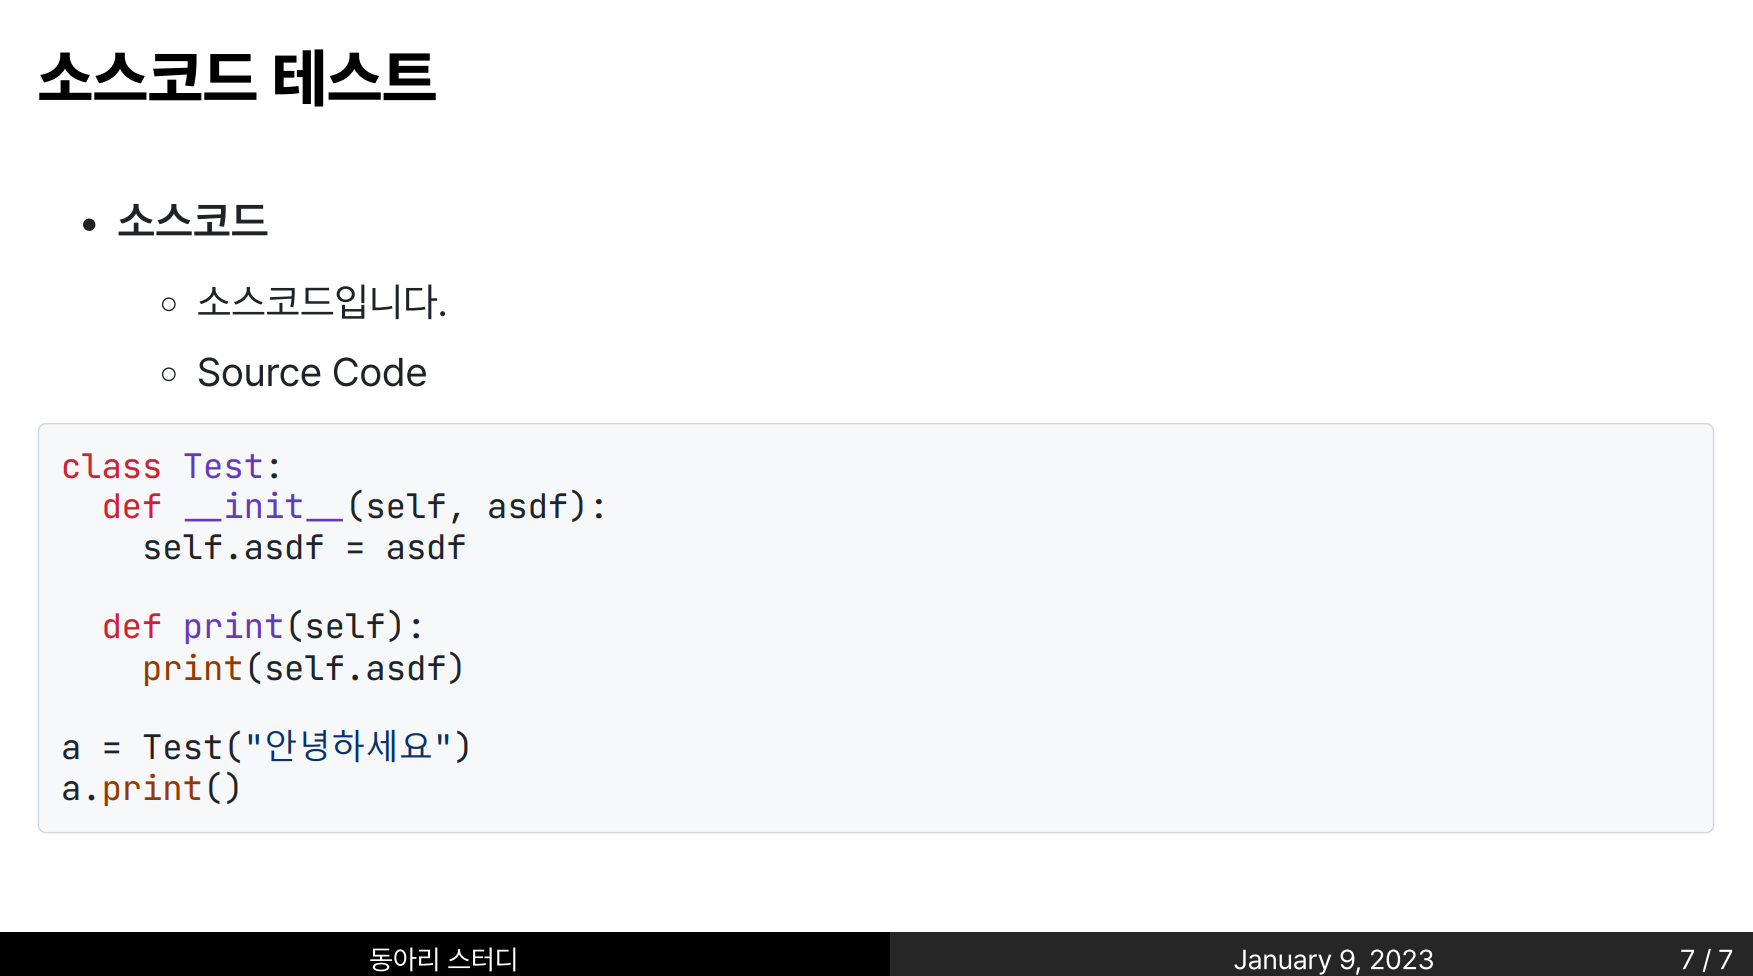 소스코드 테스트
소스코드
소스코드입니다.
Source Code
class Test:
  def __init__(self, asdf):
    self.asdf = asdf

  def print(self):
    print(self.asdf)

a = Test("안녕하세요")
a.print()
동아리 스터디
January 9, 2023
7 / 7